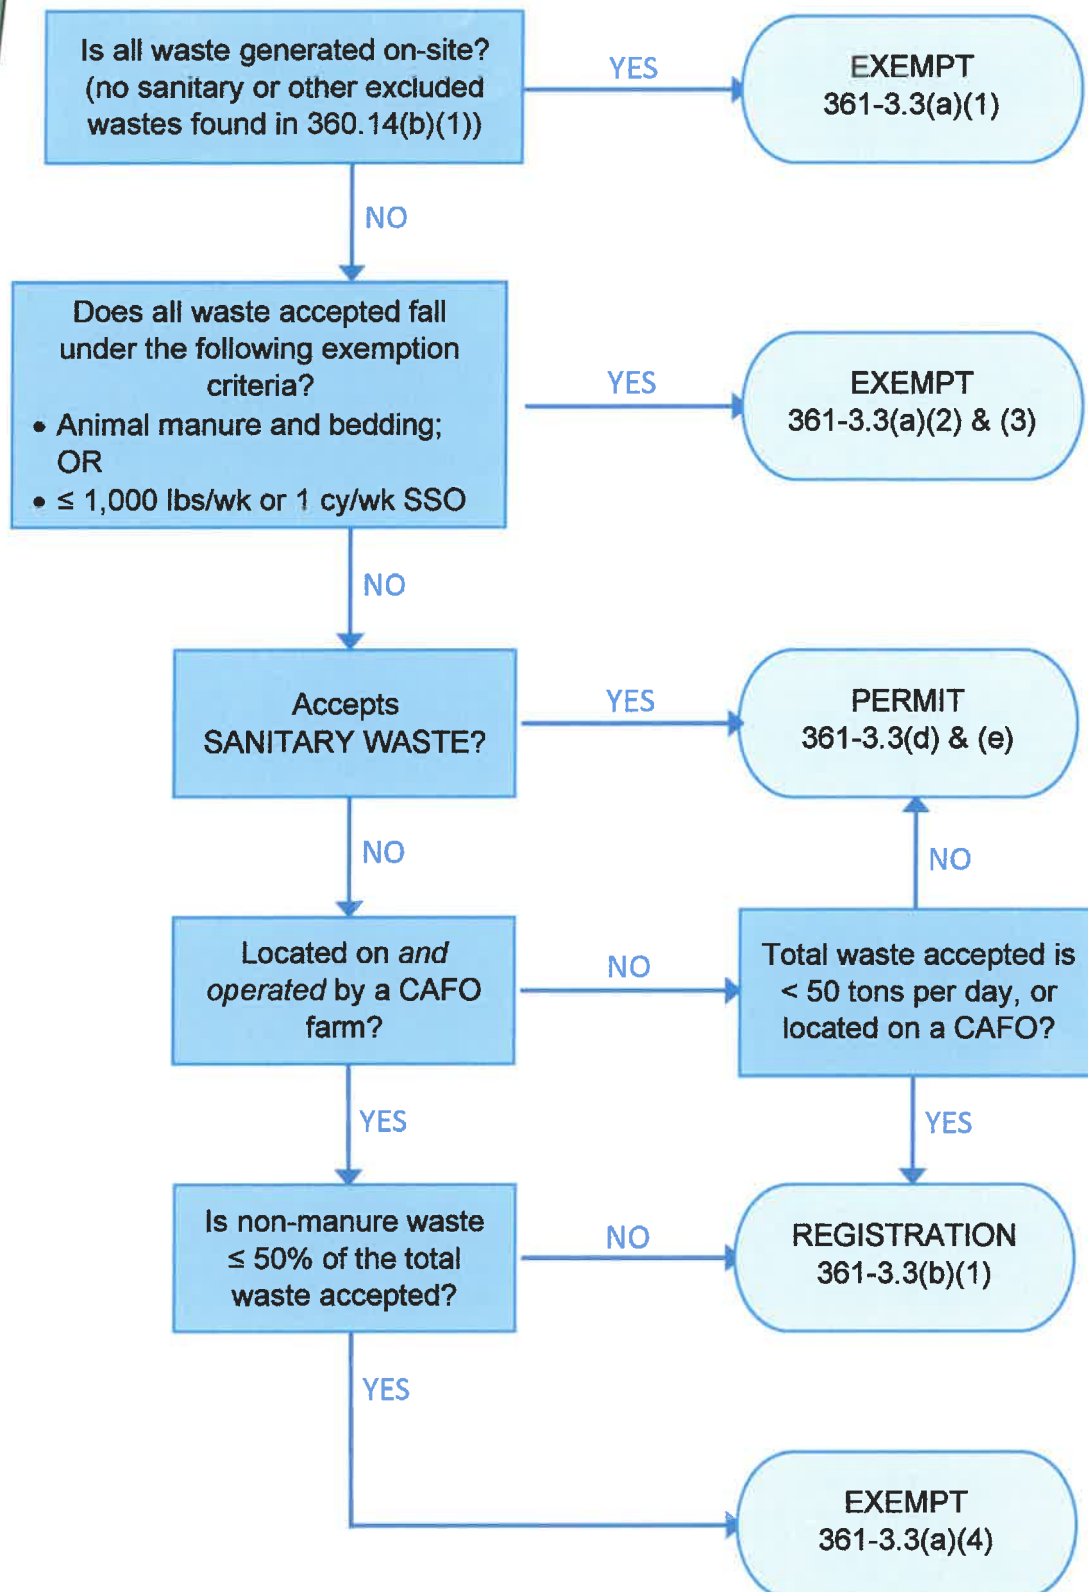 Is all waste generated on-site?
(no sanitary or other excluded
wastes found in 360.14(b)(1))
YES
EXEMPT
361-3.3(a)(1)
NO
Does all waste accepted fall
under the following exemption
criteria?
• Animal manure and bedding;
OR
• ≤ 1,000 lbs/wk or 1 cy/wk SSO
YES
EXEMPT
361-3.3(a)(2) & (3)
NO
Accepts
SANITARY WASTE?
YES
PERMIT
361-3.3(d) & (e)
NO
NO
Located on and
operated by a CAFO
farm?
NO
Total waste accepted is
< 50 tons per day, or
located on a CAFO?
YES
YES
Is non-manure waste
≤ 50% of the total
waste accepted?
NO
REGISTRATION
361-3.3(b)(1)
YES
EXEMPT
361-3.3(a)(4)